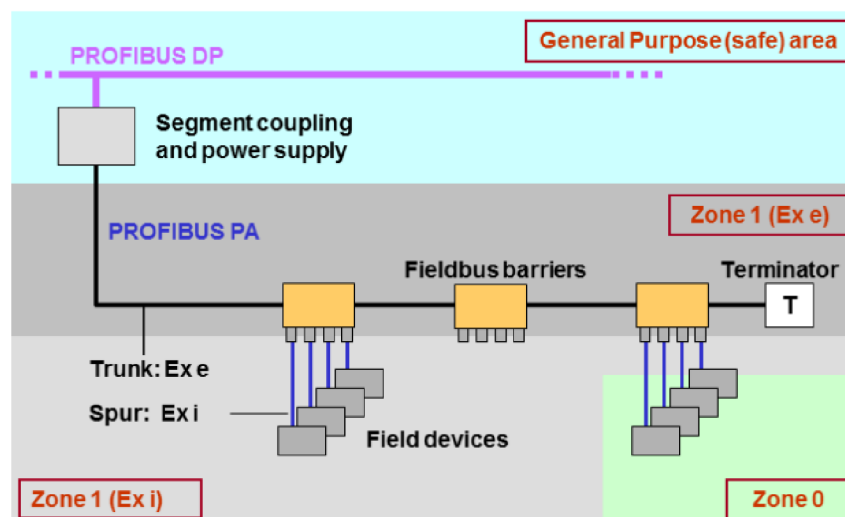 General Purpose (safe) area
PROFIBUS DP
Segment coupling
and power supply
Zone 1 (Ex e)
PROFIBUS PA
Fieldbus barriers
Terminator
T
Trunk: Ex e
Spur: Ex i
Field devices
Zone 1 (Ex i)
Zone 0